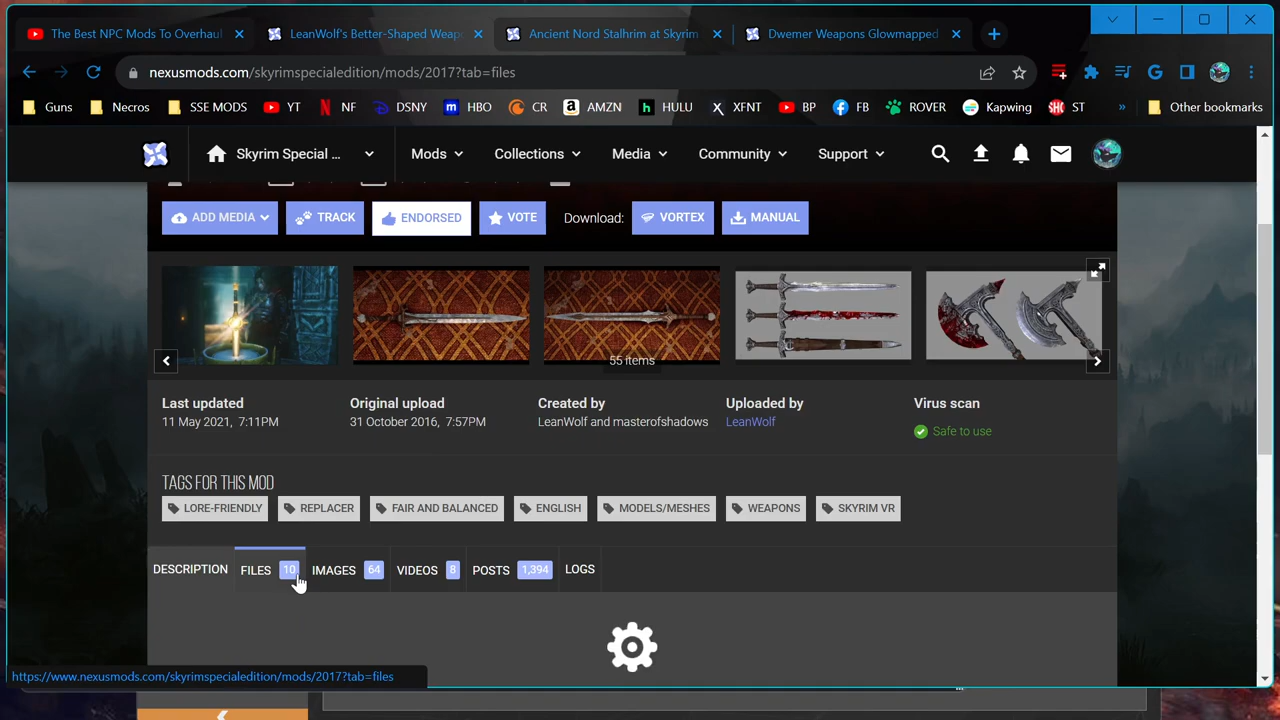 The Best NPC Mods To Overhaul
LeanWolf's Better-Shaped Weap
Ancient Nord Stalhrim at Skyrim
Dwemer Weapons Glowmapped
nexusmods.com/skyrimspecialedition/mods/2017?tab=files
Guns Necros SSE MODS YT NF DSNY HBO CR AMZN HULU XFNT BP FB ROVER Kapwing ST » Other bookmarks
Skyrim Special ... Mods Collections Media Community Support
ADD MEDIA TRACK ENDORSED VOTE Download: VORTEX MANUAL
55 items
Last updated Original upload Created by Uploaded by Virus scan
11 May 2021, 7:11PM 31 October 2016, 7:57PM LeanWolf and masterofshadows LeanWolf Safe to use
TAGS FOR THIS MOD
LORE-FRIENDLY REPLACER FAIR AND BALANCED ENGLISH MODELS/MESHES WEAPONS SKYRIM VR
DESCRIPTION FILES 10 IMAGES 64 VIDEOS 8 POSTS 1,394 LOGS
https://www.nexusmods.com/skyrimspecialedition/mods/2017?tab=files